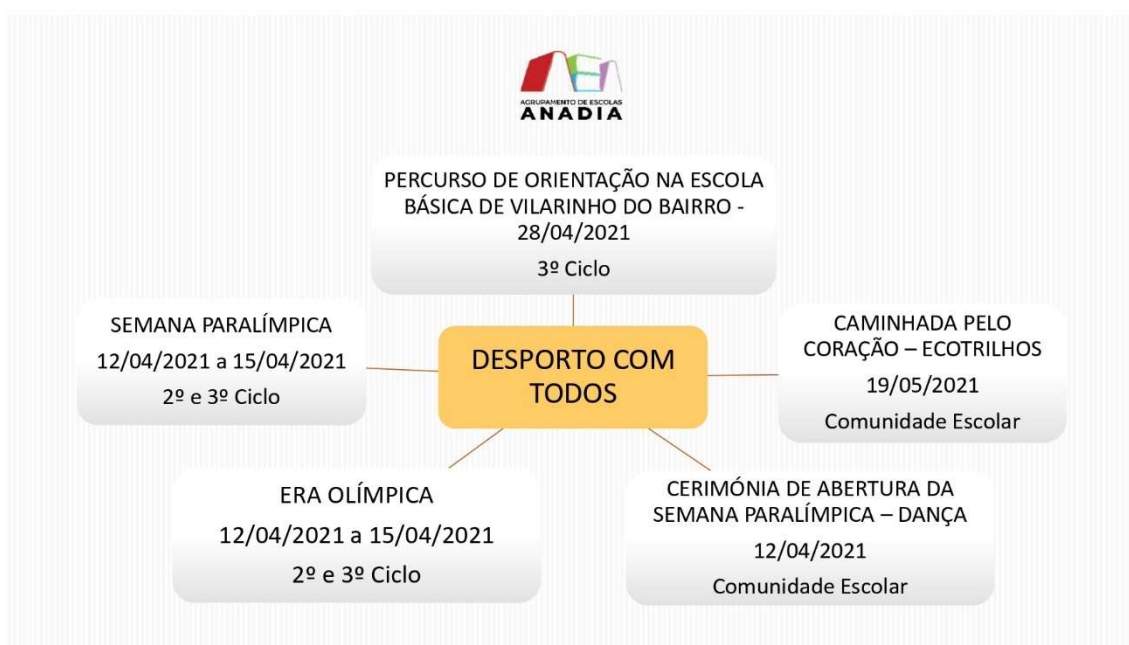 AGRUPAMENTO DE ESCOLAS
ANADIA
PERCURSO DE ORIENTAÇÃO NA ESCOLA
BÁSICA DE VILARINHO DO BAIRRO -
28/04/2021
3º Ciclo
SEMANA PARALÍMPICA
12/04/2021 a 15/04/2021
2º e 3º Ciclo
DESPORTO COM
TODOS
CAMINHADA PELO
CORAÇÃO – ECOTRILHOS
19/05/2021
Comunidade Escolar
ERA OLÍMPICA
12/04/2021 a 15/04/2021
2º e 3º Ciclo
CERIMÓNIA DE ABERTURA DA
SEMANA PARALÍMPICA – DANÇA
12/04/2021
Comunidade Escolar